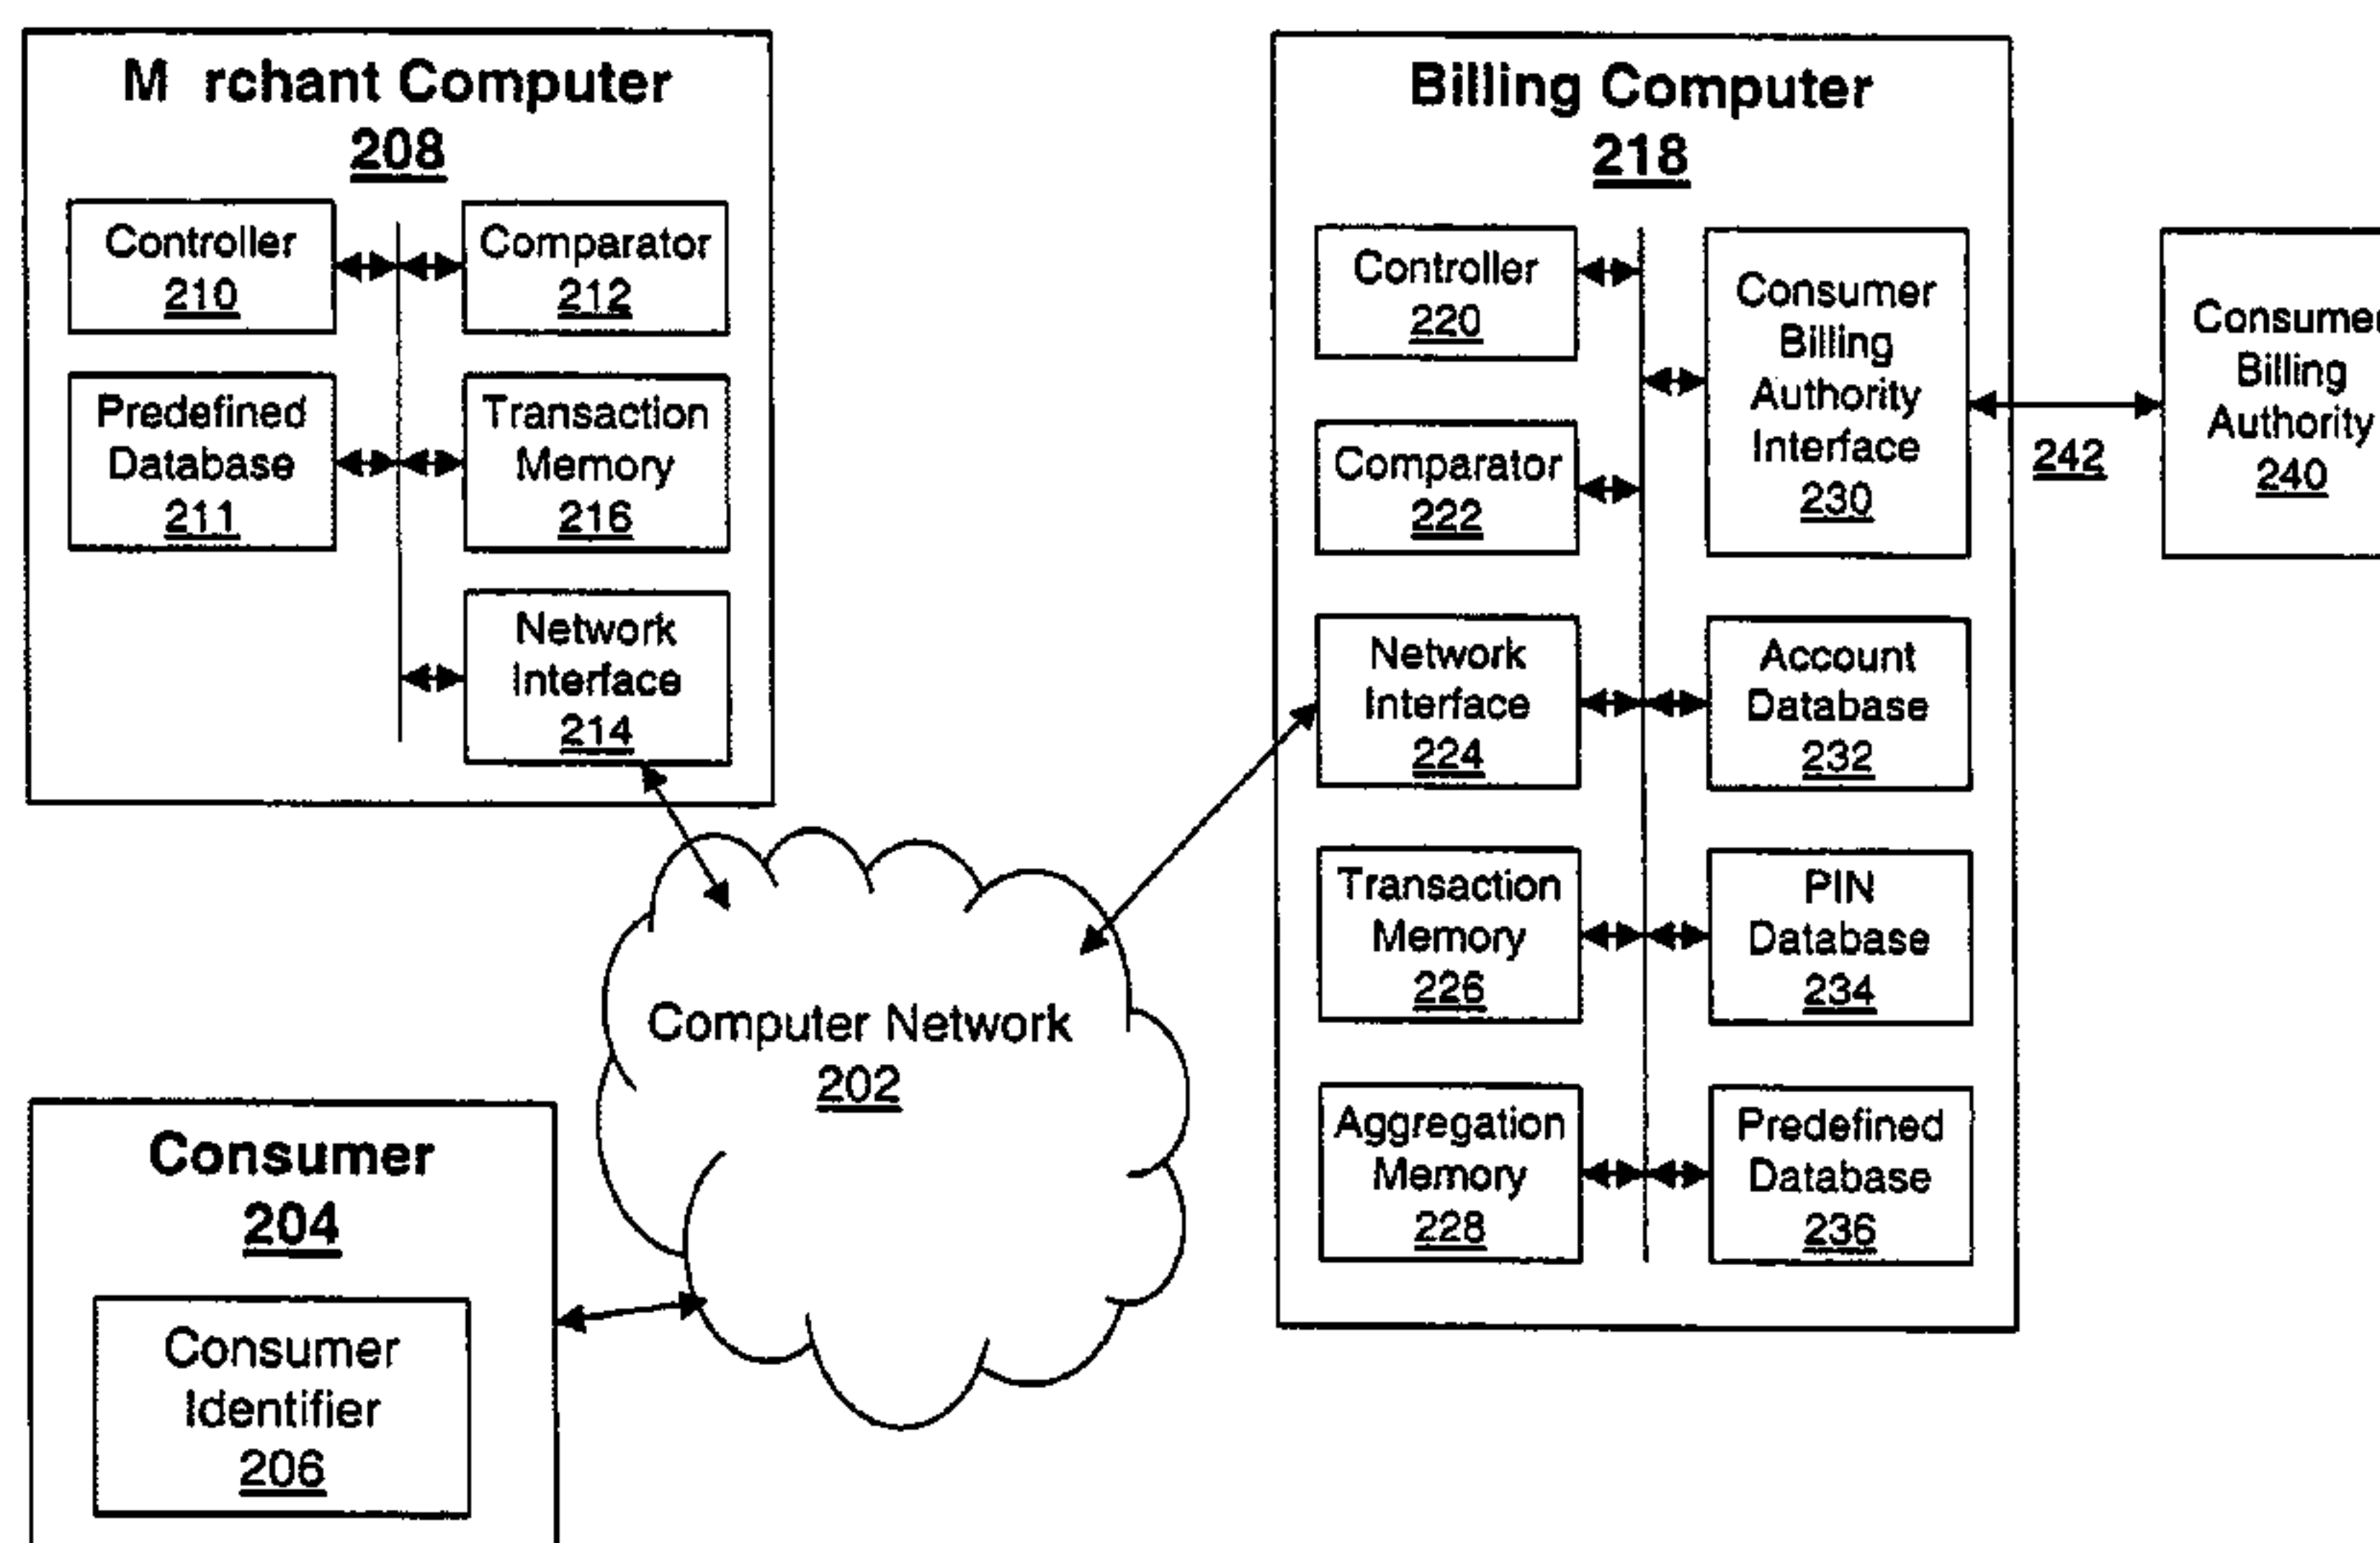 M rchant Computer
208
Controller
210
Comparator
212
Predefined
Database
211
Transaction
Memory
216
Network
Interface
214
Billing Computer
218
Controller
220
Consumer
Billing
Authority
Interface
230
Comparator
222
Network
Interface
224
Account
Database
232
Transaction
Memory
226
PIN
Database
234
Aggregation
Memory
228
Predefined
Database
236
242
Consumer
Billing
Authority
240
Computer Network
202
Consumer
204
Consumer
Identifier
206